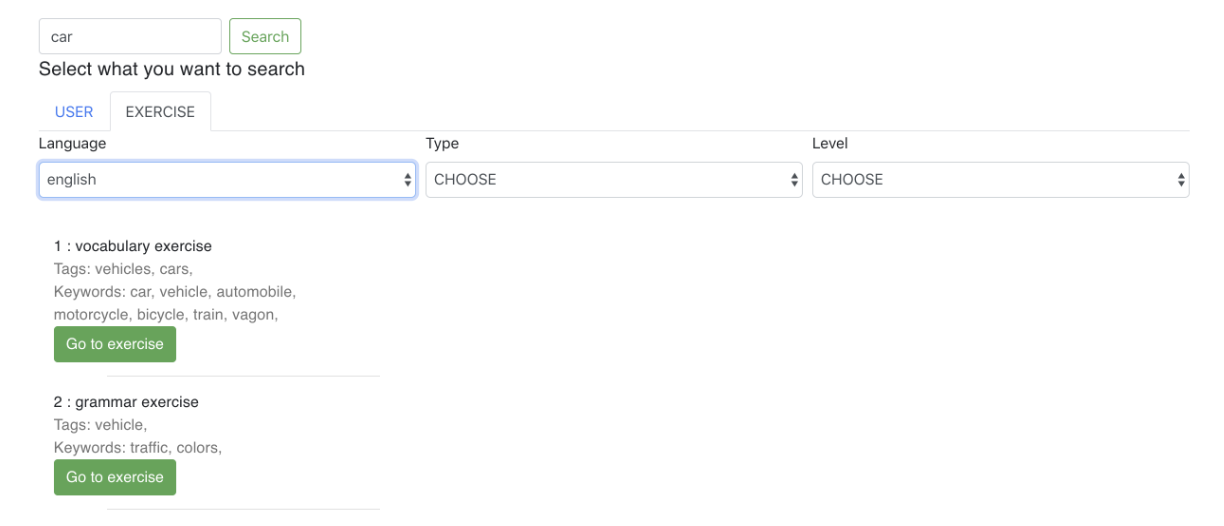 car Search
Select what you want to search
USER EXERCISE
Language Type Level
english CHOOSE CHOOSE
1 : vocabulary exercise
Tags: vehicles, cars,
Keywords: car, vehicle, automobile,
motorcycle, bicycle, train, vagon,
Go to exercise
2 : grammar exercise
Tags: vehicle,
Keywords: traffic, colors,
Go to exercise